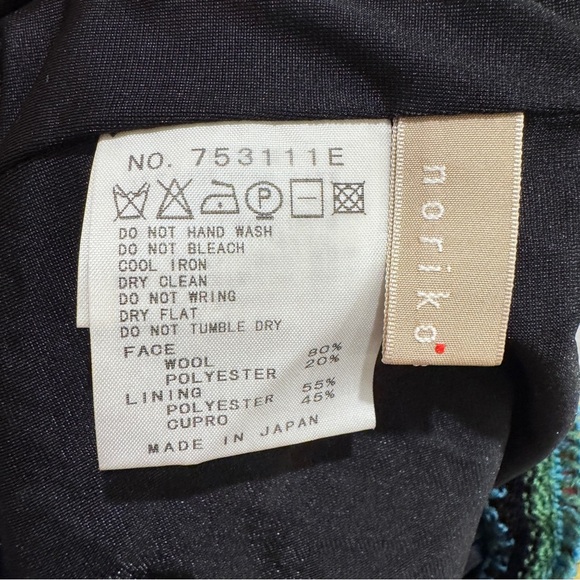 NO. 753111E
P
DO NOT HAND WASH
DO NOT BLEACH
COOL IRON
DRY CLEAN
DO NOT WRING
DRY FLAT
DO NOT TUMBLE DRY
FACE
WOOL 80%
POLYESTER 20%
LINING
POLYESTER 55%
CUPRO 45%
MADE IN JAPAN
noriko